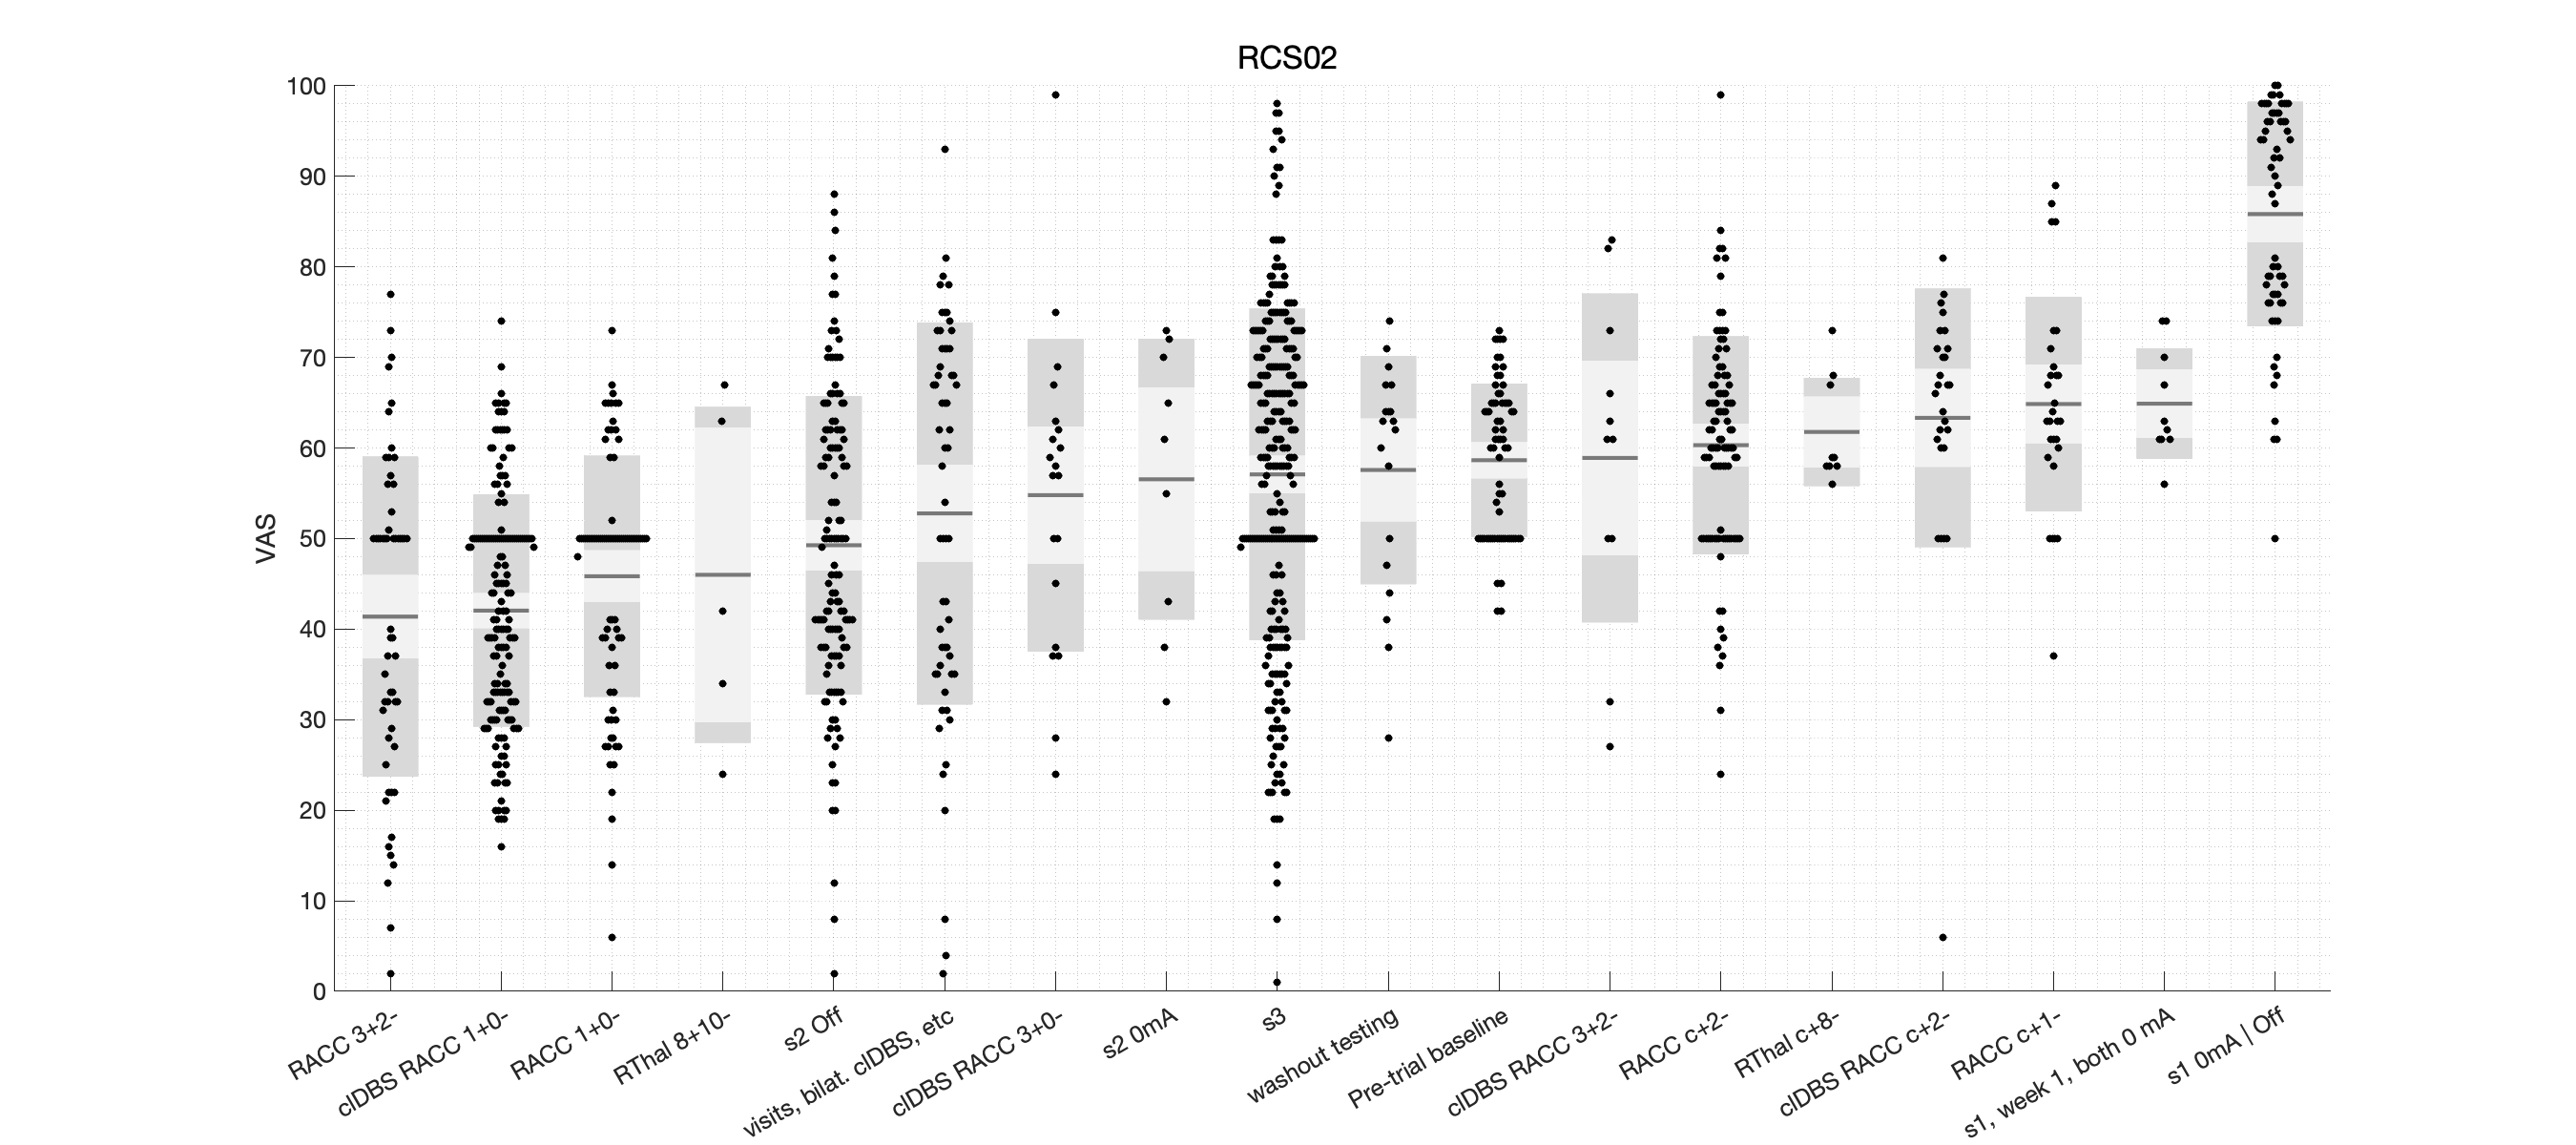 RCS02
VAS
100
90
80
70
60
50
40
30
20
10
0
RACC 3+2-
clDBS RACC 1+0-
RACC 1+0-
RThal 8+10-
s2 Off
visits, bilat. clDBS, etc
clDBS RACC 3+0-
s2 0mA
s3
washout testing
Pre-trial baseline
clDBS RACC 3+2-
RACC c+2-
RThal c+8-
clDBS RACC c+2-
RACC c+1-
s1, week 1, both 0 mA
s1 0mA | Off